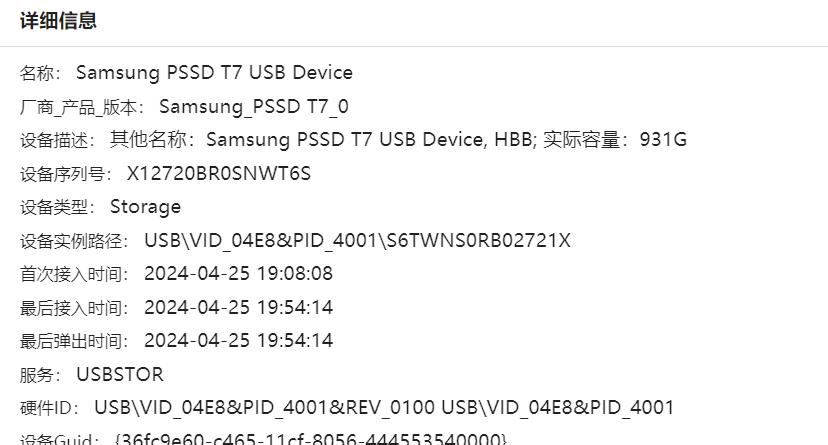 详细信息
名称： Samsung PSSD T7 USB Device
厂商_产品_版本： Samsung_PSSD T7_0
设备描述： 其他名称：Samsung PSSD T7 USB Device, HBB; 实际容量：931G
设备序列号： X12720BR0SNWT6S
设备类型： Storage
设备实例路径： USB\VID_04E8&PID_4001\S6TWNS0RB02721X
首次接入时间： 2024-04-25 19:08:08
最后接入时间： 2024-04-25 19:54:14
最后弹出时间： 2024-04-25 19:54:14
服务： USBSTOR
硬件ID： USB\VID_04E8&PID_4001&REV_0100 USB\VID_04E8&PID_4001
设备Guid： {36fc9e60-c465-11cf-8056-444553540000}